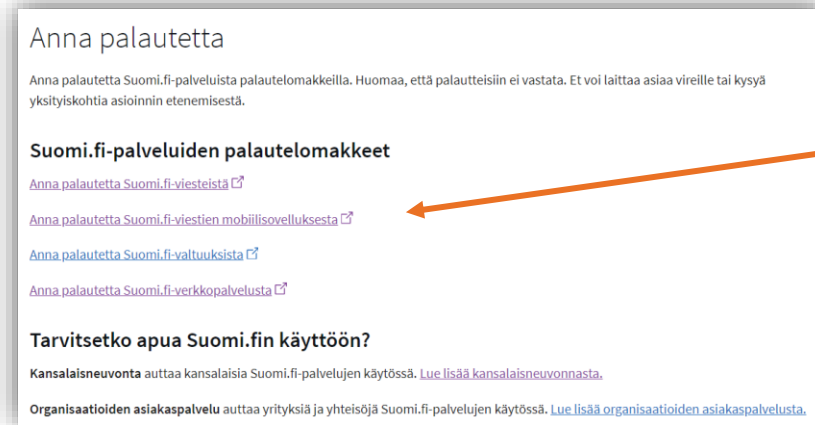 Anna palautetta
Anna palautetta Suomi.fi-palveluista palautelomakkeilla. Huomaa, että palautteisiin ei vastata. Et voi laittaa asiaa vireille tai kysyä
yksityiskohtia asioinnin etenemisestä.
Suomi.fi-palveluiden palautelomakkeet
Anna palautetta Suomi.fi-viesteistä
Anna palautetta Suomi.fi-viestien mobiilisovelluksesta
Anna palautetta Suomi.fi-valtuuksista
Anna palautetta Suomi.fi-verkkopalvelusta
Tarvitsetko apua Suomi.fin käyttöön?
Kansalaisneuvonta auttaa kansalaisia Suomi.fi-palvelujen käytössä. Lue lisää kansalaisneuvonnasta.
Organisaatioiden asiakaspalvelu auttaa yrityksiä ja yhteisöjä Suomi.fi-palvelujen käytössä. Lue lisää organisaatioiden asiakaspalvelusta.